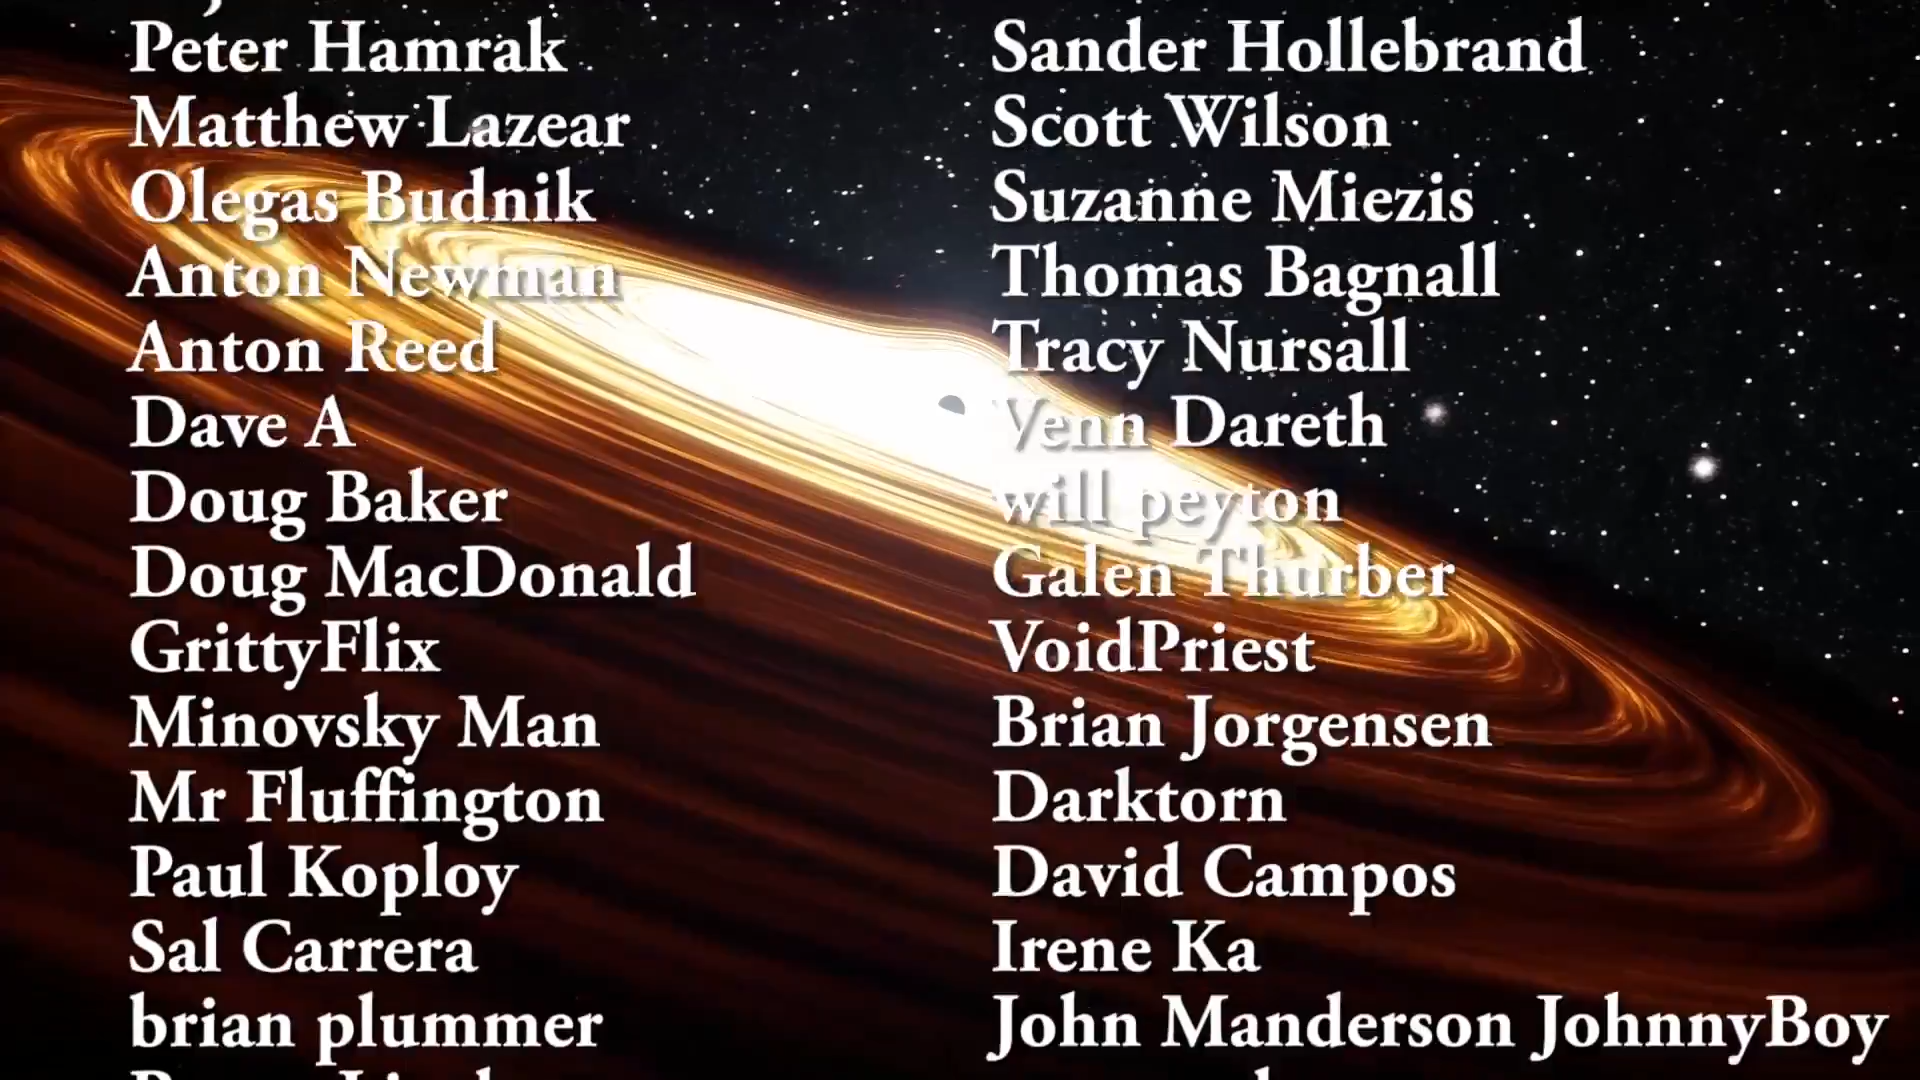 Peter Hamrak
Matthew Lazear
Olegas Budnik
Anton Newman
Anton Reed
Dave A
Doug Baker
Doug MacDonald
GrittyFlix
Minovsky Man
Mr Fluffington
Paul Koploy
Sal Carrera
brian plummer
Sander Hollebrand
Scott Wilson
Suzanne Miezis
Thomas Bagnall
Tracy Nursall
Venn Dareth
will peyton
Galen Thurber
VoidPriest
Brian Jorgensen
Darktorn
David Campos
Irene Ka
John Manderson JohnnyBoy